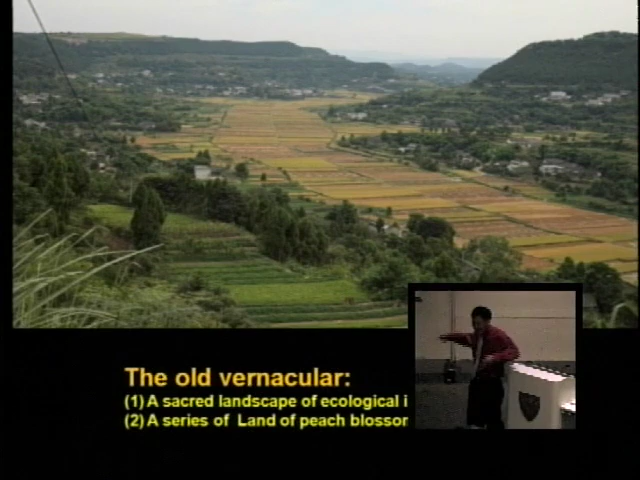 The old vernacular:
(1) A sacred landscape of ecological i
(2) A series of Land of peach blossor